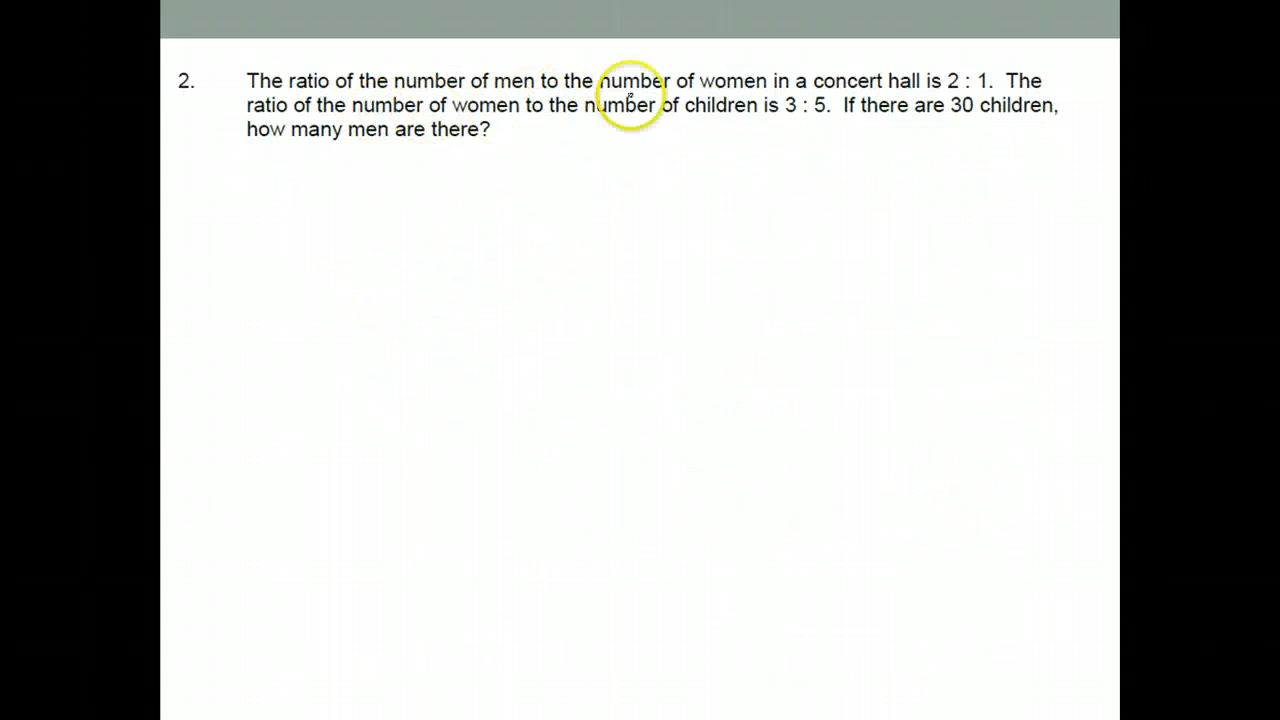 2. The ratio of the number of men to the number of women in a concert hall is 2 : 1. The
ratio of the number of women to the number of children is 3 : 5. If there are 30 children,
how many men are there?